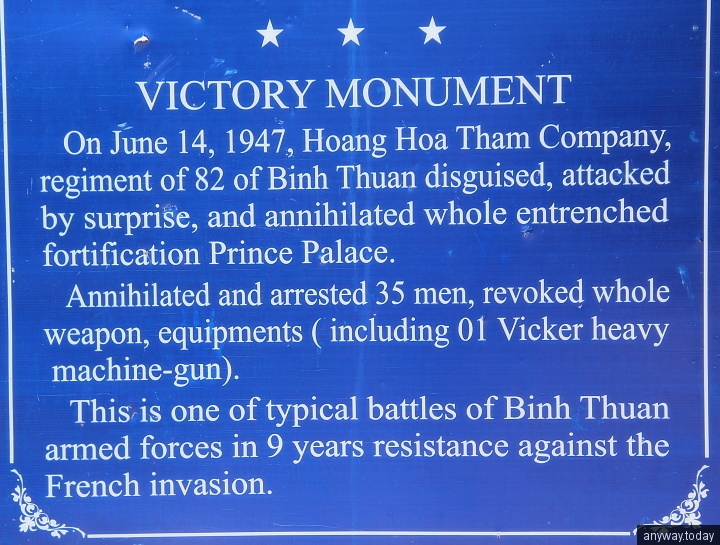 VICTORY MONUMENT
On June 14, 1947, Hoang Hoa Tham Company,
regiment of 82 of Binh Thuan disguised, attacked
by surprise, and annihilated whole entrenched
fortification Prince Palace.
Annihilated and arrested 35 men, revoked whole
weapon, equipments ( including 01 Vicker heavy
machine-gun).
This is one of typical battles of Binh Thuan
armed forces in 9 years resistance against the
French invasion.
anyway.today